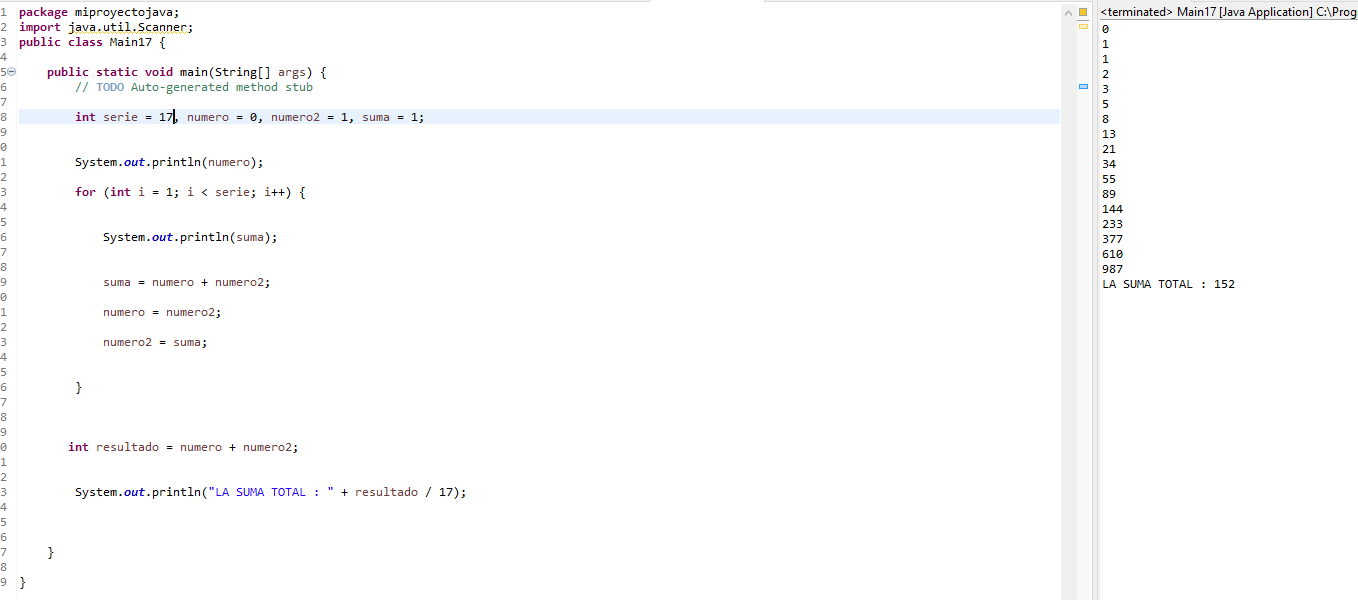 1 package miproyectojava;
2 import java.util.Scanner;
3 public class Main17 {
4
5 public static void main(String[] args) {
6 // TODO Auto-generated method stub
7
8 int serie = 17, numero = 0, numero2 = 1, suma = 1;
9
0
1 System.out.println(numero);
2
3 for (int i = 1; i < serie; i++) {
4
5
6 System.out.println(suma);
7
8
9 suma = numero + numero2;
0
1 numero = numero2;
2
3 numero2 = suma;
4
5
6 }
7
8
9
0 int resultado = numero + numero2;
1
2
3 System.out.println("LA SUMA TOTAL : " + resultado / 17);
4
5
6
7 }
8
9 }
<terminated> Main17 [Java Application] C:\Prog
0
1
1
2
3
5
8
13
21
34
55
89
144
233
377
610
987
LA SUMA TOTAL : 152